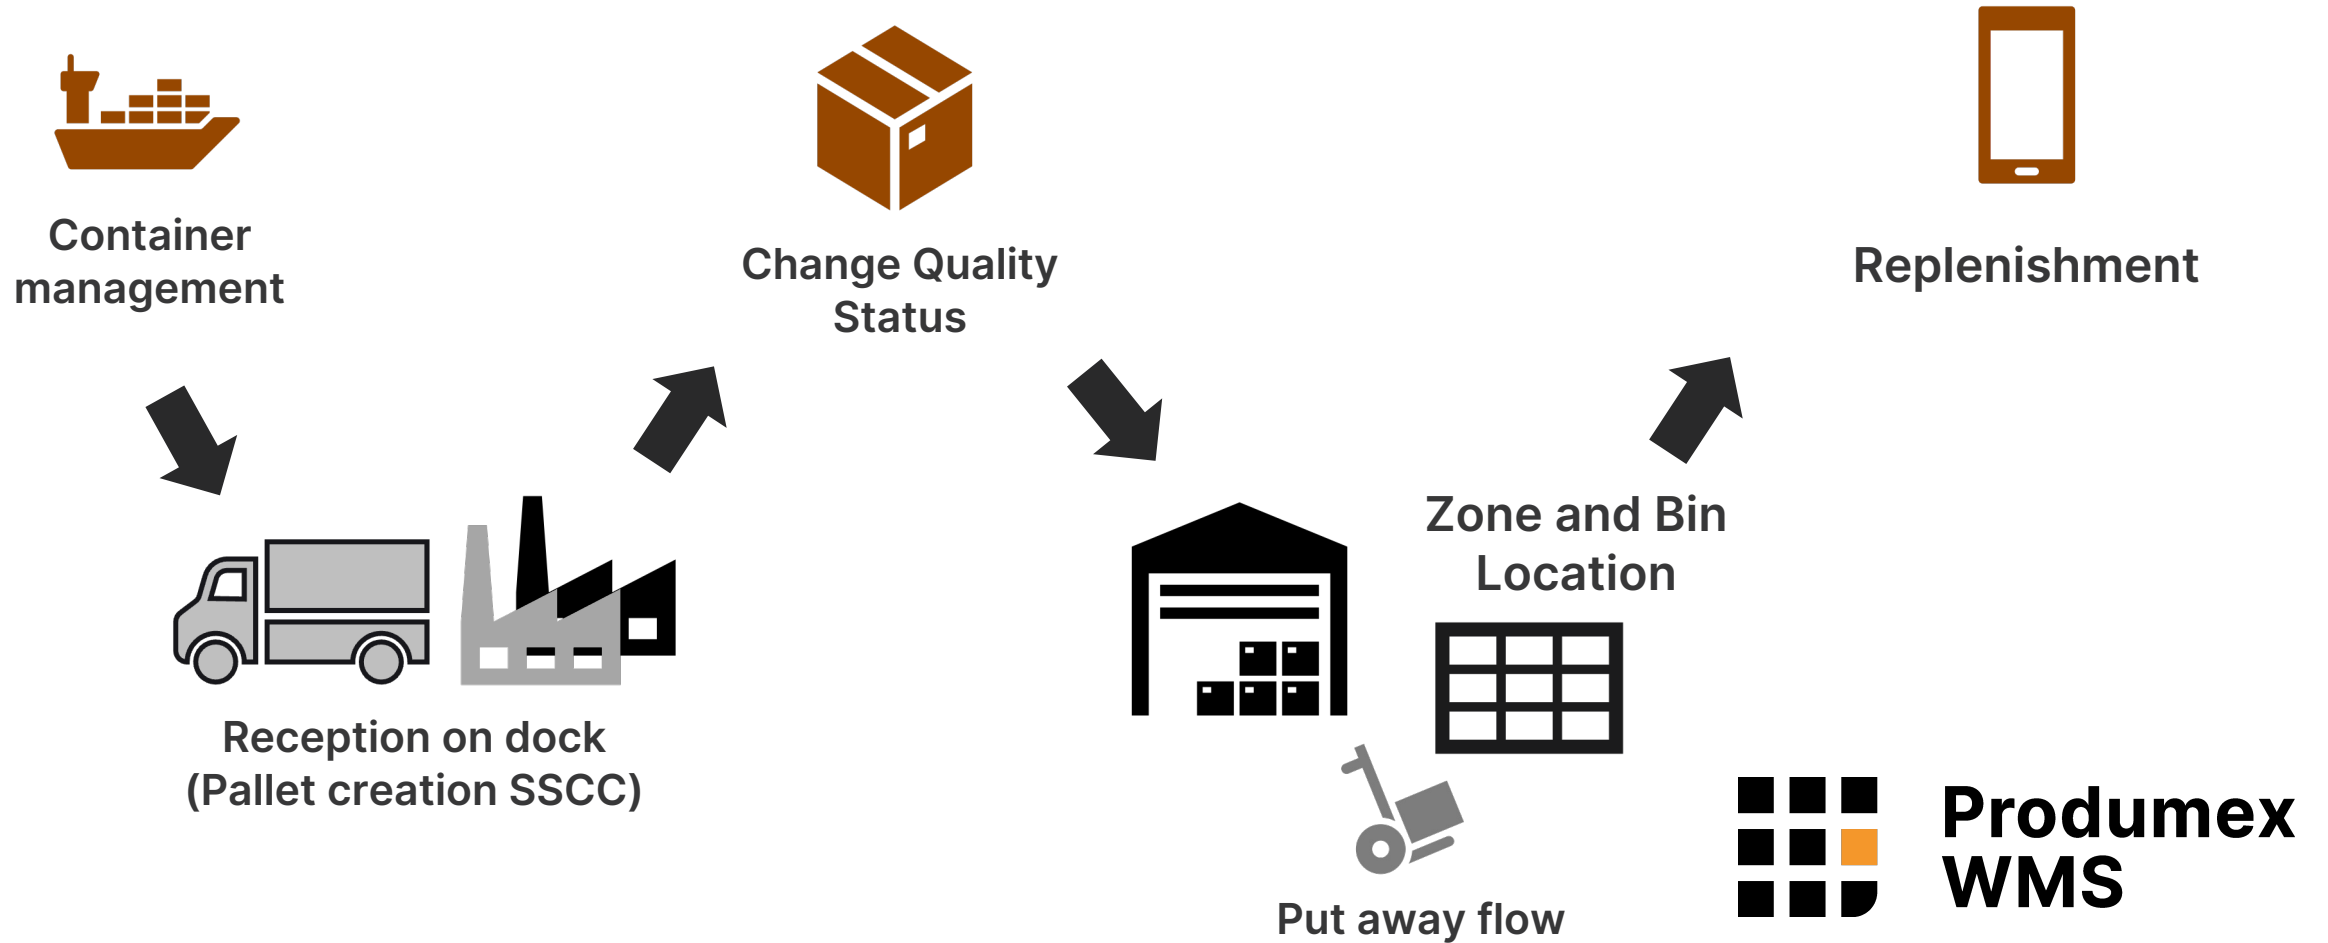 Container
management
Reception on dock
(Pallet creation SSCC)
Change Quality
Status
Zone and Bin
Location
Put away flow
Replenishment
Produmex
WMS